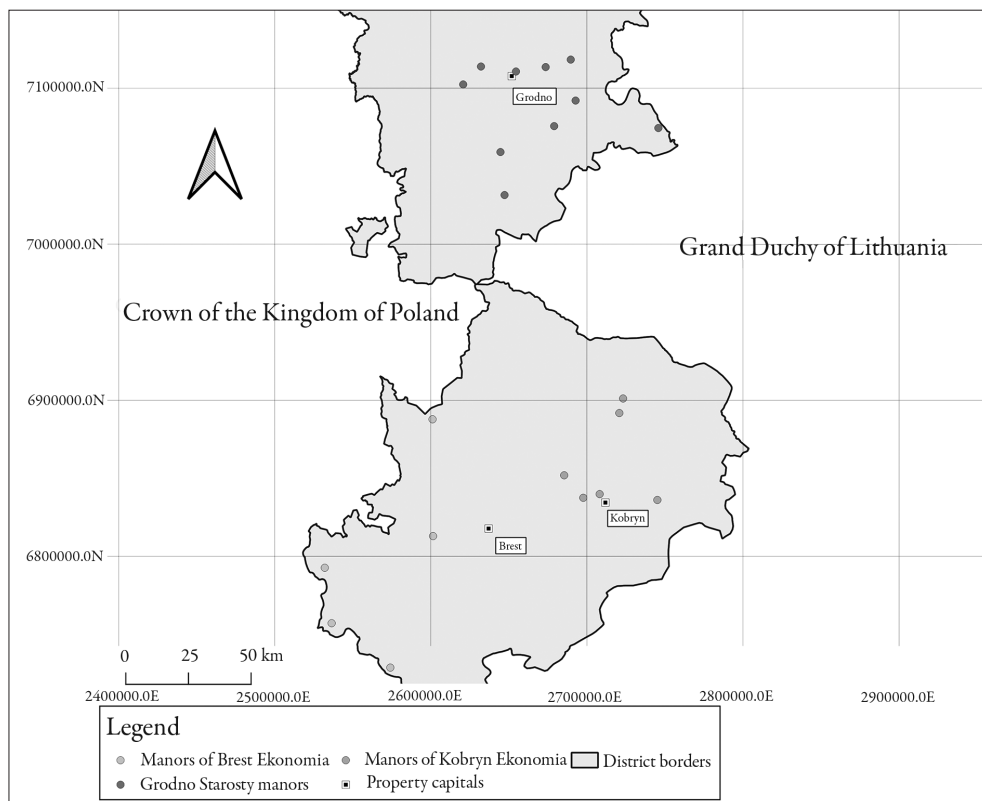 7100000.0N
Grodno
7000000.0N
Grand Duchy of Lithuania
Crown of the Kingdom of Poland
6900000.0N
Kobryn
Brest
6800000.0N
0 25 50 km
2400000.0E 2500000.0E 2600000.0E 2700000.0E 2800000.0E 2900000.0E
Legend
Manors of Brest Ekonomia Manors of Kobryn Ekonomia District borders
Grodno Starosty manors Property capitals